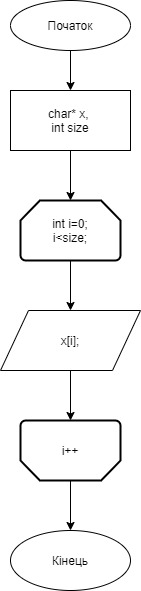 Початок
char* x,
int size
int i=0;
i<size;
x[i];
i++
Кінець